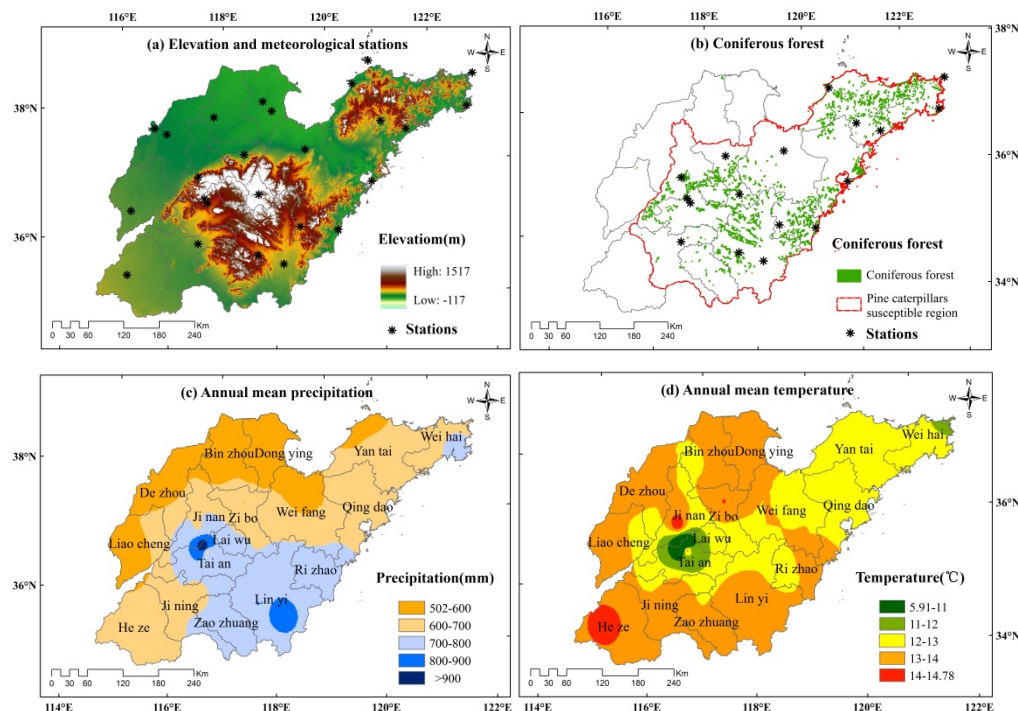 116°E 118°E 120°E 122°E 116°E 118°E 120°E 122°E
(a) Elevation and meteorological stations
N
W E
S
38°N
36°N
Elevatiom(m)
High: 1517
Low: -117
Stations
0 30 60 120 180 240
Km
(b) Coniferous forest
N
W E
S
38°N
36°N
34°N
Coniferous forest
Coniferous forest
Pine caterpillars
susceptible region
Stations
0 30 60 120 180 240
Km
(c) Annual mean precipitation
N
W E
S
38°N
36°N
Wei hai
Yan tai
Bin zhou Dong ying
De zhou
Qing dao
Wei fang
Ji nan
Zi bo
Liao cheng
Lai wu
Tai an
Ri zhao
Lin yi
Ji ning
Zao zhuang
He ze
Precipitation(mm)
502-600
600-700
700-800
800-900
>900
0 30 60 120 180 240
Km
114°E 116°E 118°E 120°E 122°E
(d) Annual mean temperature
N
W E
S
36°N
34°N
Wei hai
Yan tai
Bin zhou Dong ying
De zhou
Qing dao
Wei fang
Ji nan
Zi bo
Liao cheng
Lai wu
Tai an
Ri zhao
Lin yi
Ji ning
Zao zhuang
He ze
Temperature(℃)
5.91-11
11-12
12-13
13-14
14-14.78
0 30 60 120 180 240
Km
114°E 116°E 118°E 120°E 122°E